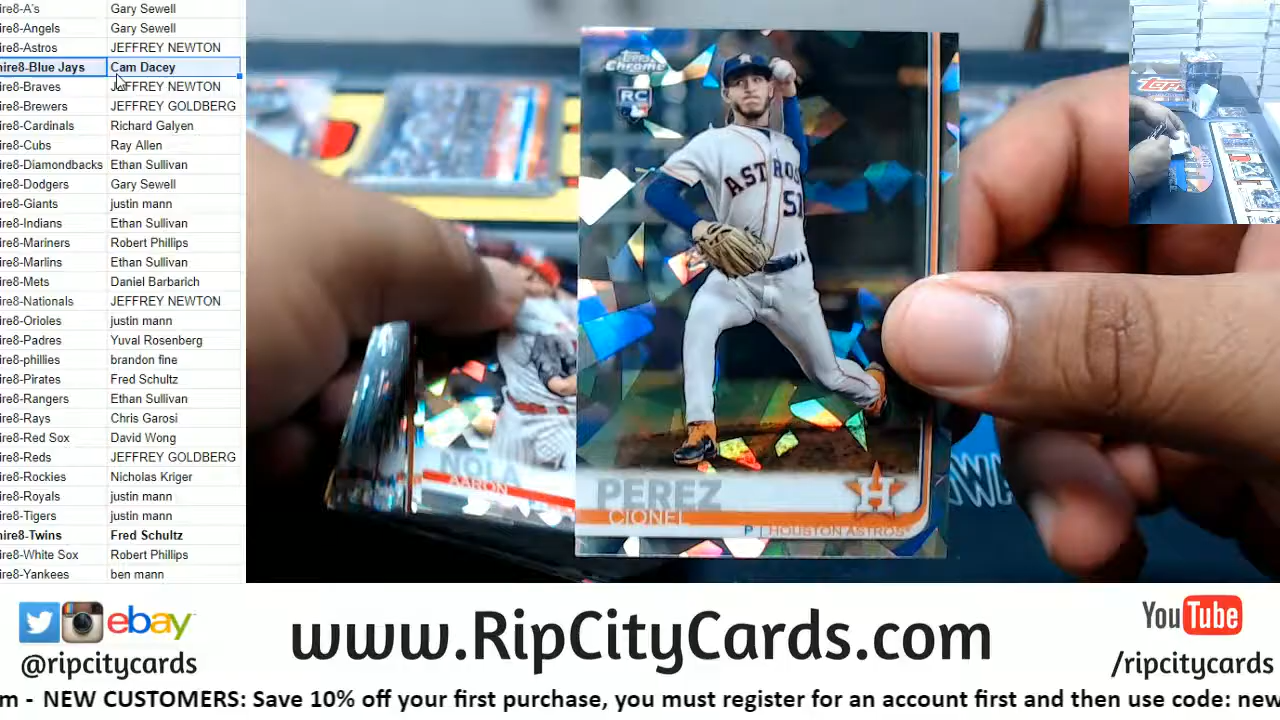 ire8-A's Gary Sewell
ire8-Angels Gary Sewell
ire8-Astros JEFFREY NEWTON
ire8-Blue Jays Cam Dacey
ire8-Braves JEFFREY NEWTON
ire8-Brewers JEFFREY GOLDBERG
ire8-Cardinals Richard Galyen
ire8-Cubs Ray Allen
ire8-Diamondbacks Ethan Sullivan
ire8-Dodgers Gary Sewell
ire8-Giants justin mann
ire8-Indians Ethan Sullivan
ire8-Mariners Robert Phillips
ire8-Marlins Ethan Sullivan
ire8-Mets Daniel Barbarich
ire8-Nationals JEFFREY NEWTON
ire8-Orioles justin mann
ire8-Padres Yuval Rosenberg
ire8-phillies brandon fine
ire8-Pirates Fred Schultz
ire8-Rangers Ethan Sullivan
ire8-Rays Chris Garosi
ire8-Red Sox David Wong
ire8-Reds JEFFREY GOLDBERG
ire8-Rockies Nicholas Kriger
ire8-Royals justin mann
ire8-Tigers justin mann
ire8-Twins Fred Schultz
ire8-White Sox Robert Phillips
ire8-Yankees ben mann
Topps
Chrome
RC
ASTROS
51
PEREZ
CIONEL
H
P | HOUSTON ASTROS
NOLA
AARON
ebay
@ripcitycards
www.RipCityCards.com
YouTube
/ripcitycards
m - NEW CUSTOMERS: Save 10% off your first purchase, you must register for an account first and then use code: new